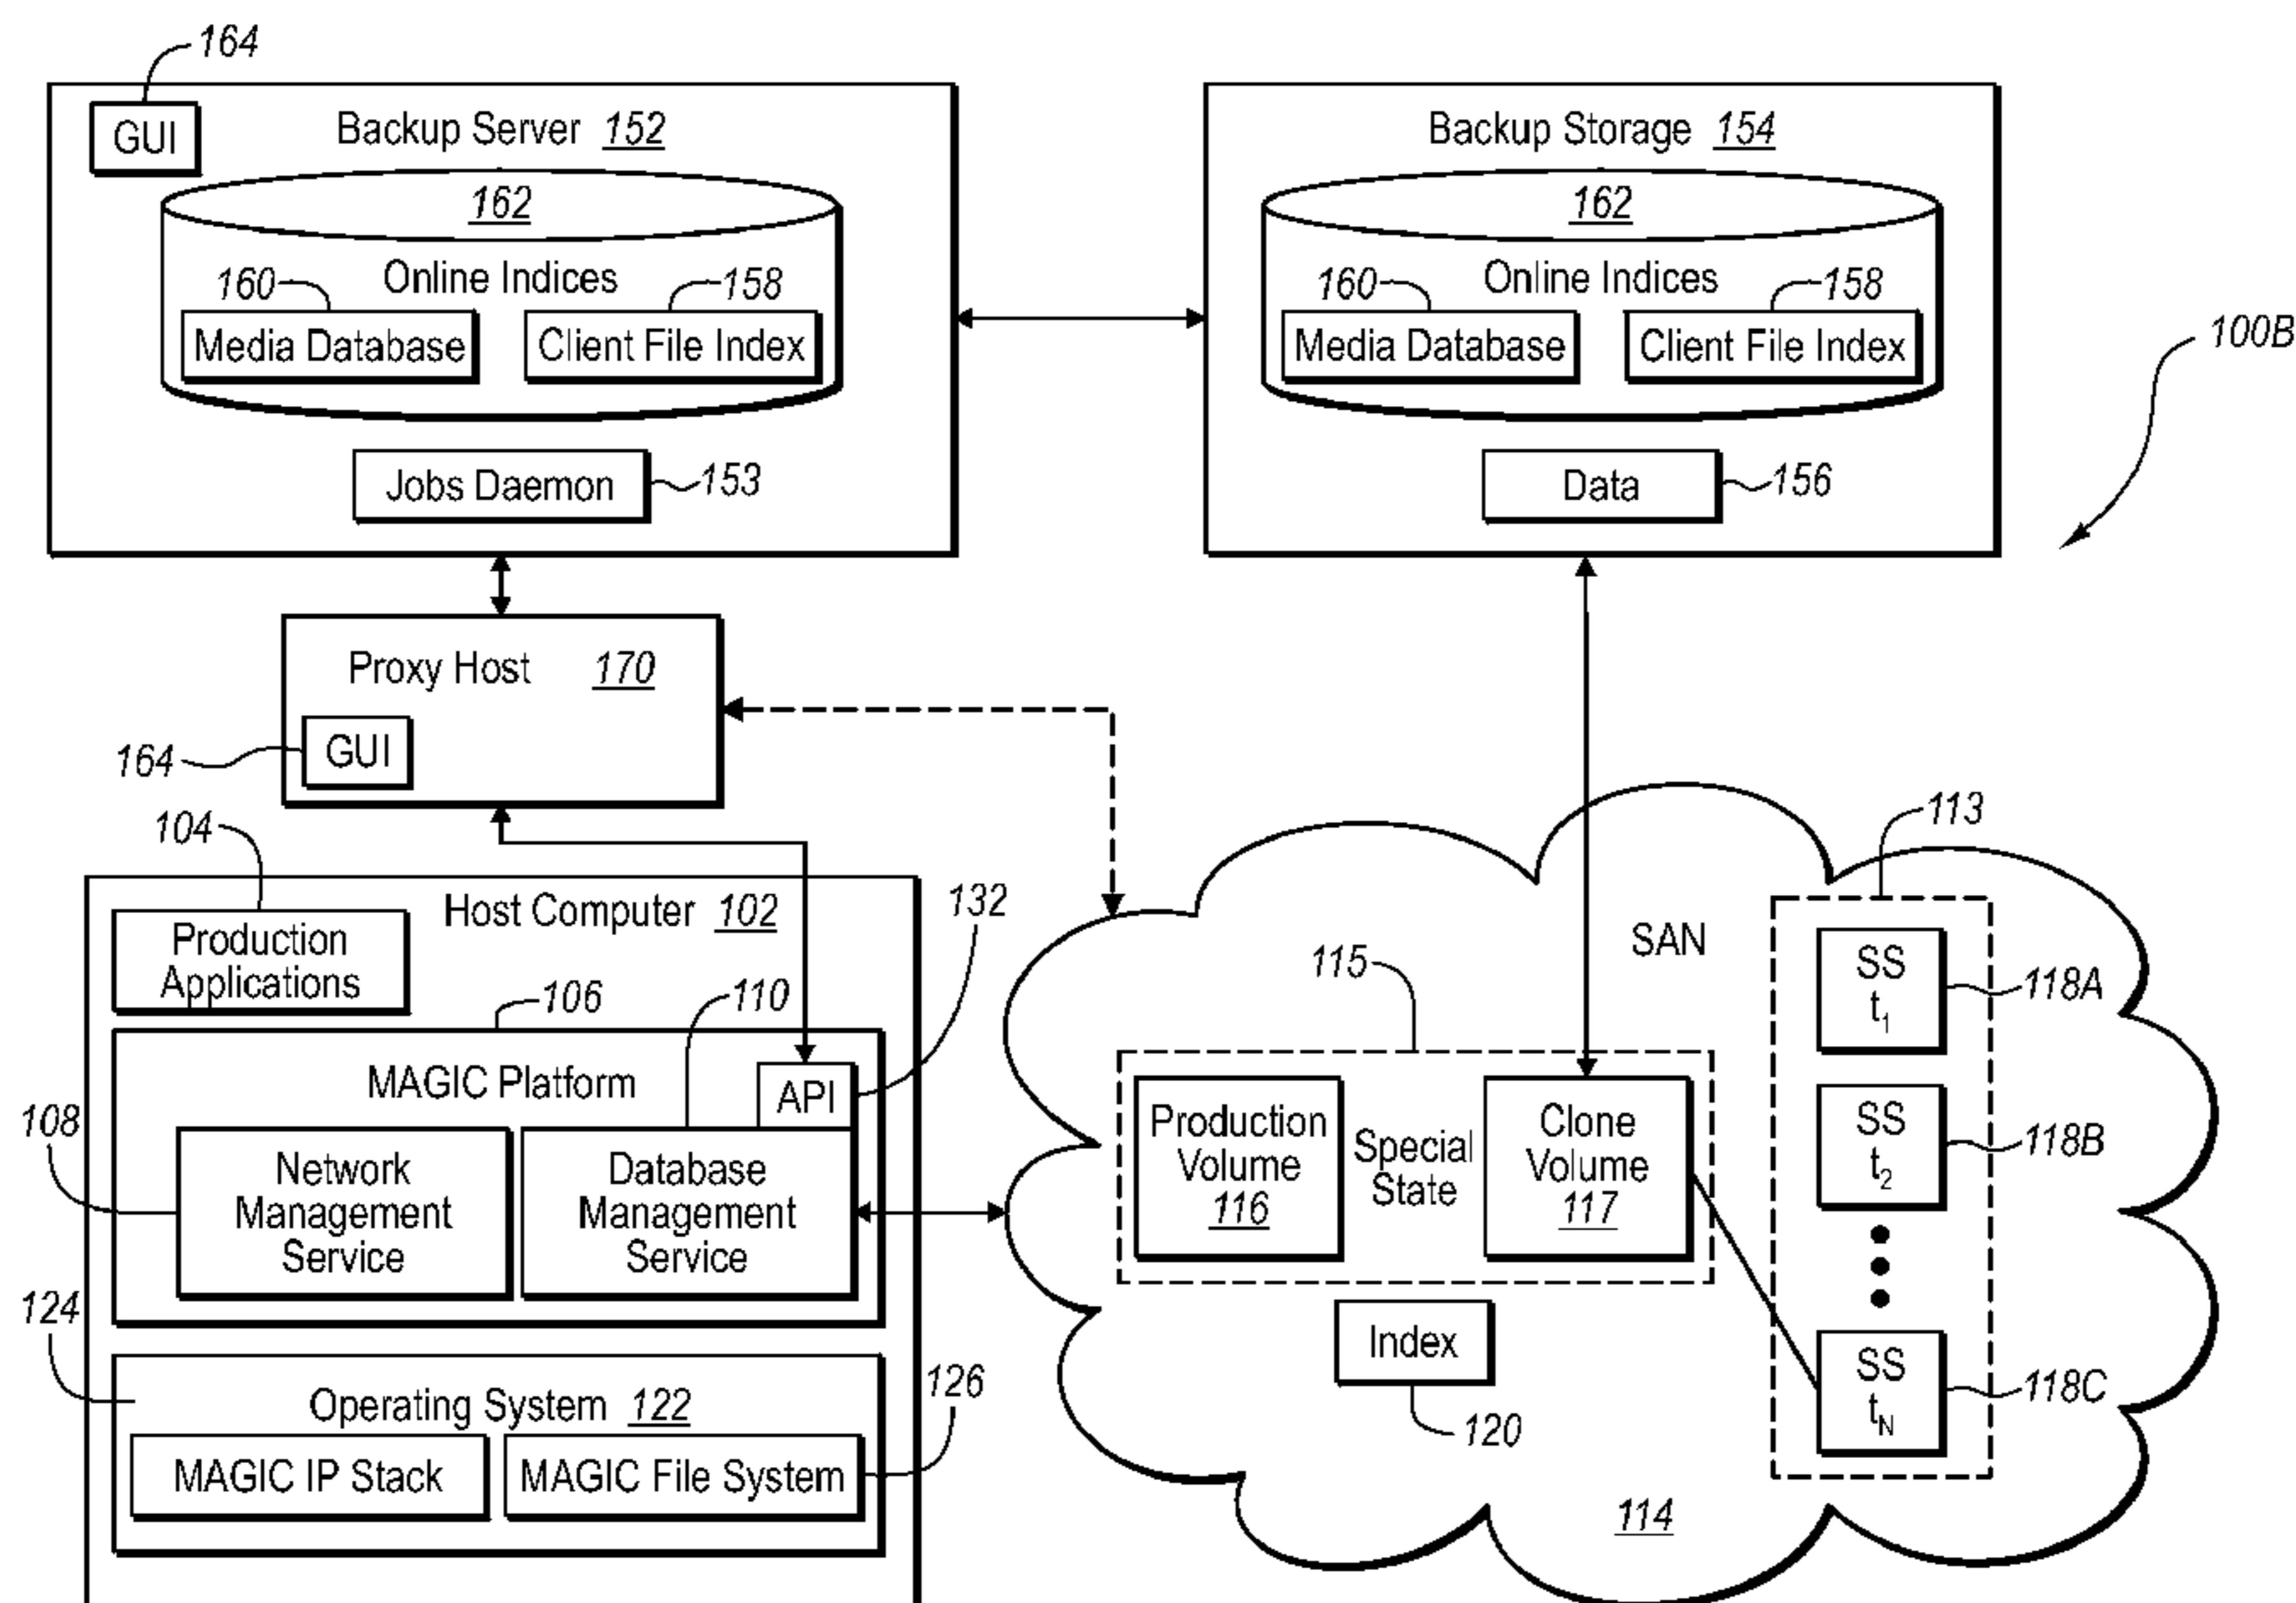 164
GUI
Backup Server 152
162
Online Indices
160
158
Media Database
Client File Index
Jobs Daemon
153
Backup Storage 154
162
Online Indices
160
158
Media Database
Client File Index
Data
156
100B
Proxy Host 170
GUI
164
104
Host Computer 102
132
Production
Applications
106
110
MAGIC Platform
API
108
Network
Management
Service
Database
Management
Service
124
Operating System 122
126
MAGIC IP Stack
MAGIC File System
113
SAN
115
SS
t1
118A
Production
Volume
116
Special
State
Clone
Volume
117
SS
t2
118B
Index
120
SS
tN
118C
114